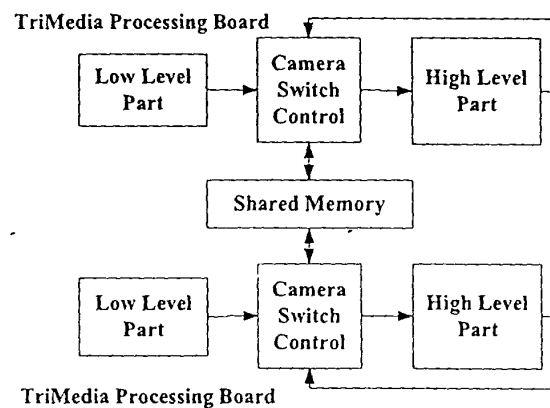 TriMedia Processing Board
Low Level
Part
Camera
Switch
Control
High Level
Part
Shared Memory
Low Level
Part
Camera
Switch
Control
High Level
Part
TriMedia Processing Board